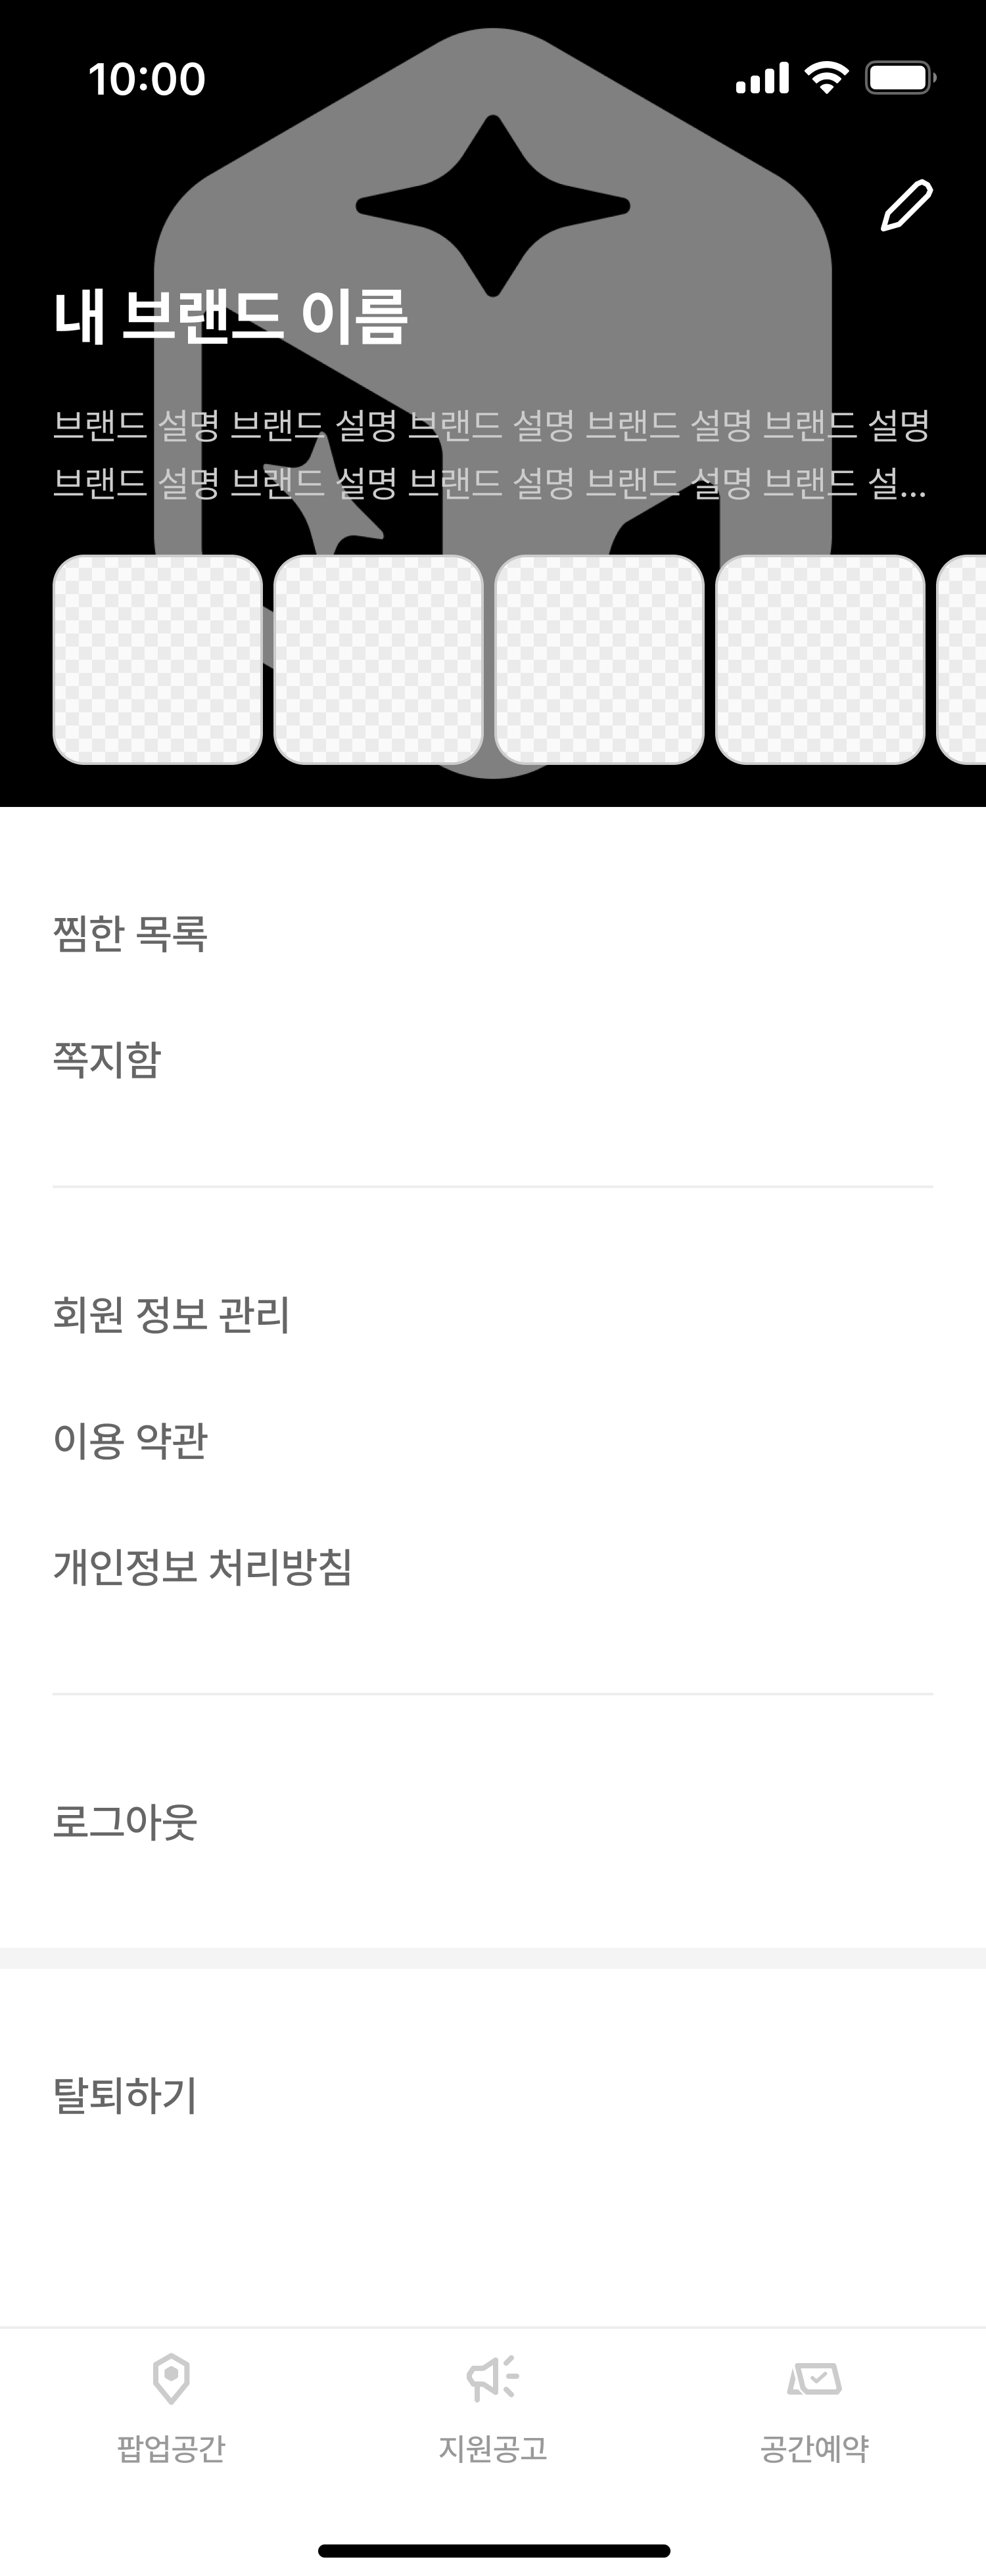 10:00
내 브랜드 이름
브랜드 설명 브랜드 설명 브랜드 설명 브랜드 설명 브랜드 설명
브랜드 설명 브랜드 설명 브랜드 설명 브랜드 설명 브랜드 설...
찜한 목록
쪽지함
회원 정보 관리
이용 약관
개인정보 처리방침
로그아웃
탈퇴하기
팝업공간
지원공고
공간예약